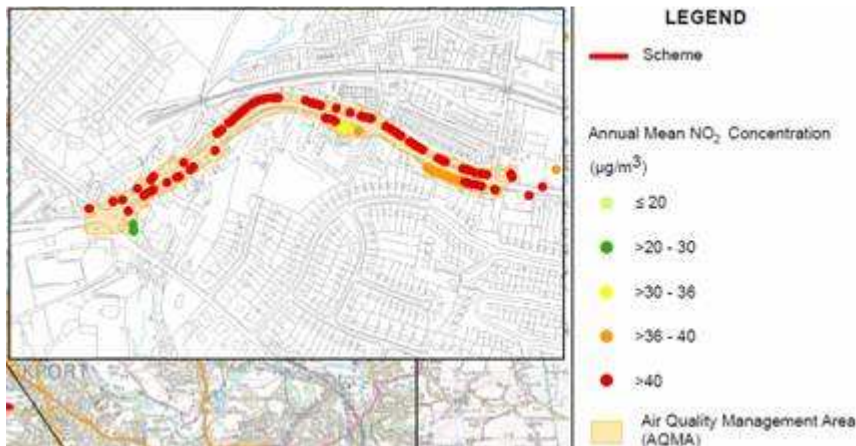 LEGEND
Scheme
Annual Mean NO₂ Concentration
(µg/m³)
≤ 20
>20 - 30
>30 - 36
>36 - 40
>40
Air Quality Management Area
(AQMA)
KPORT